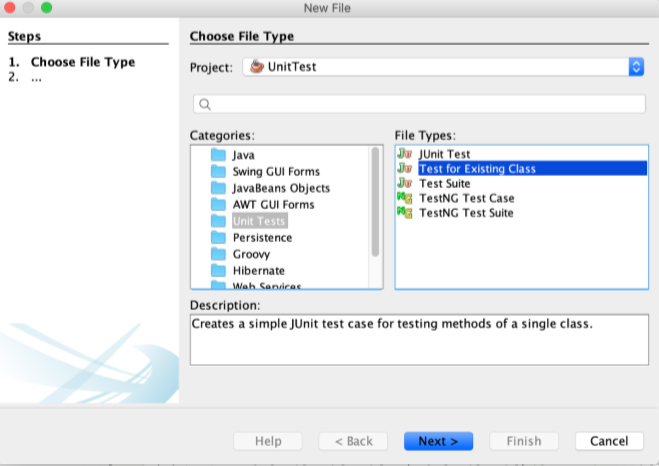 New File
Steps
1. Choose File Type
2. ...
Choose File Type
Project: UnitTest
Categories:
Java
Swing GUI Forms
JavaBeans Objects
AWT GUI Forms
Unit Tests
Persistence
Groovy
Hibernate
Web Services
File Types:
JUnit Test
Test for Existing Class
Test Suite
TestNG Test Case
TestNG Test Suite
Description:
Creates a simple JUnit test case for testing methods of a single class.
Help
< Back
Next >
Finish
Cancel